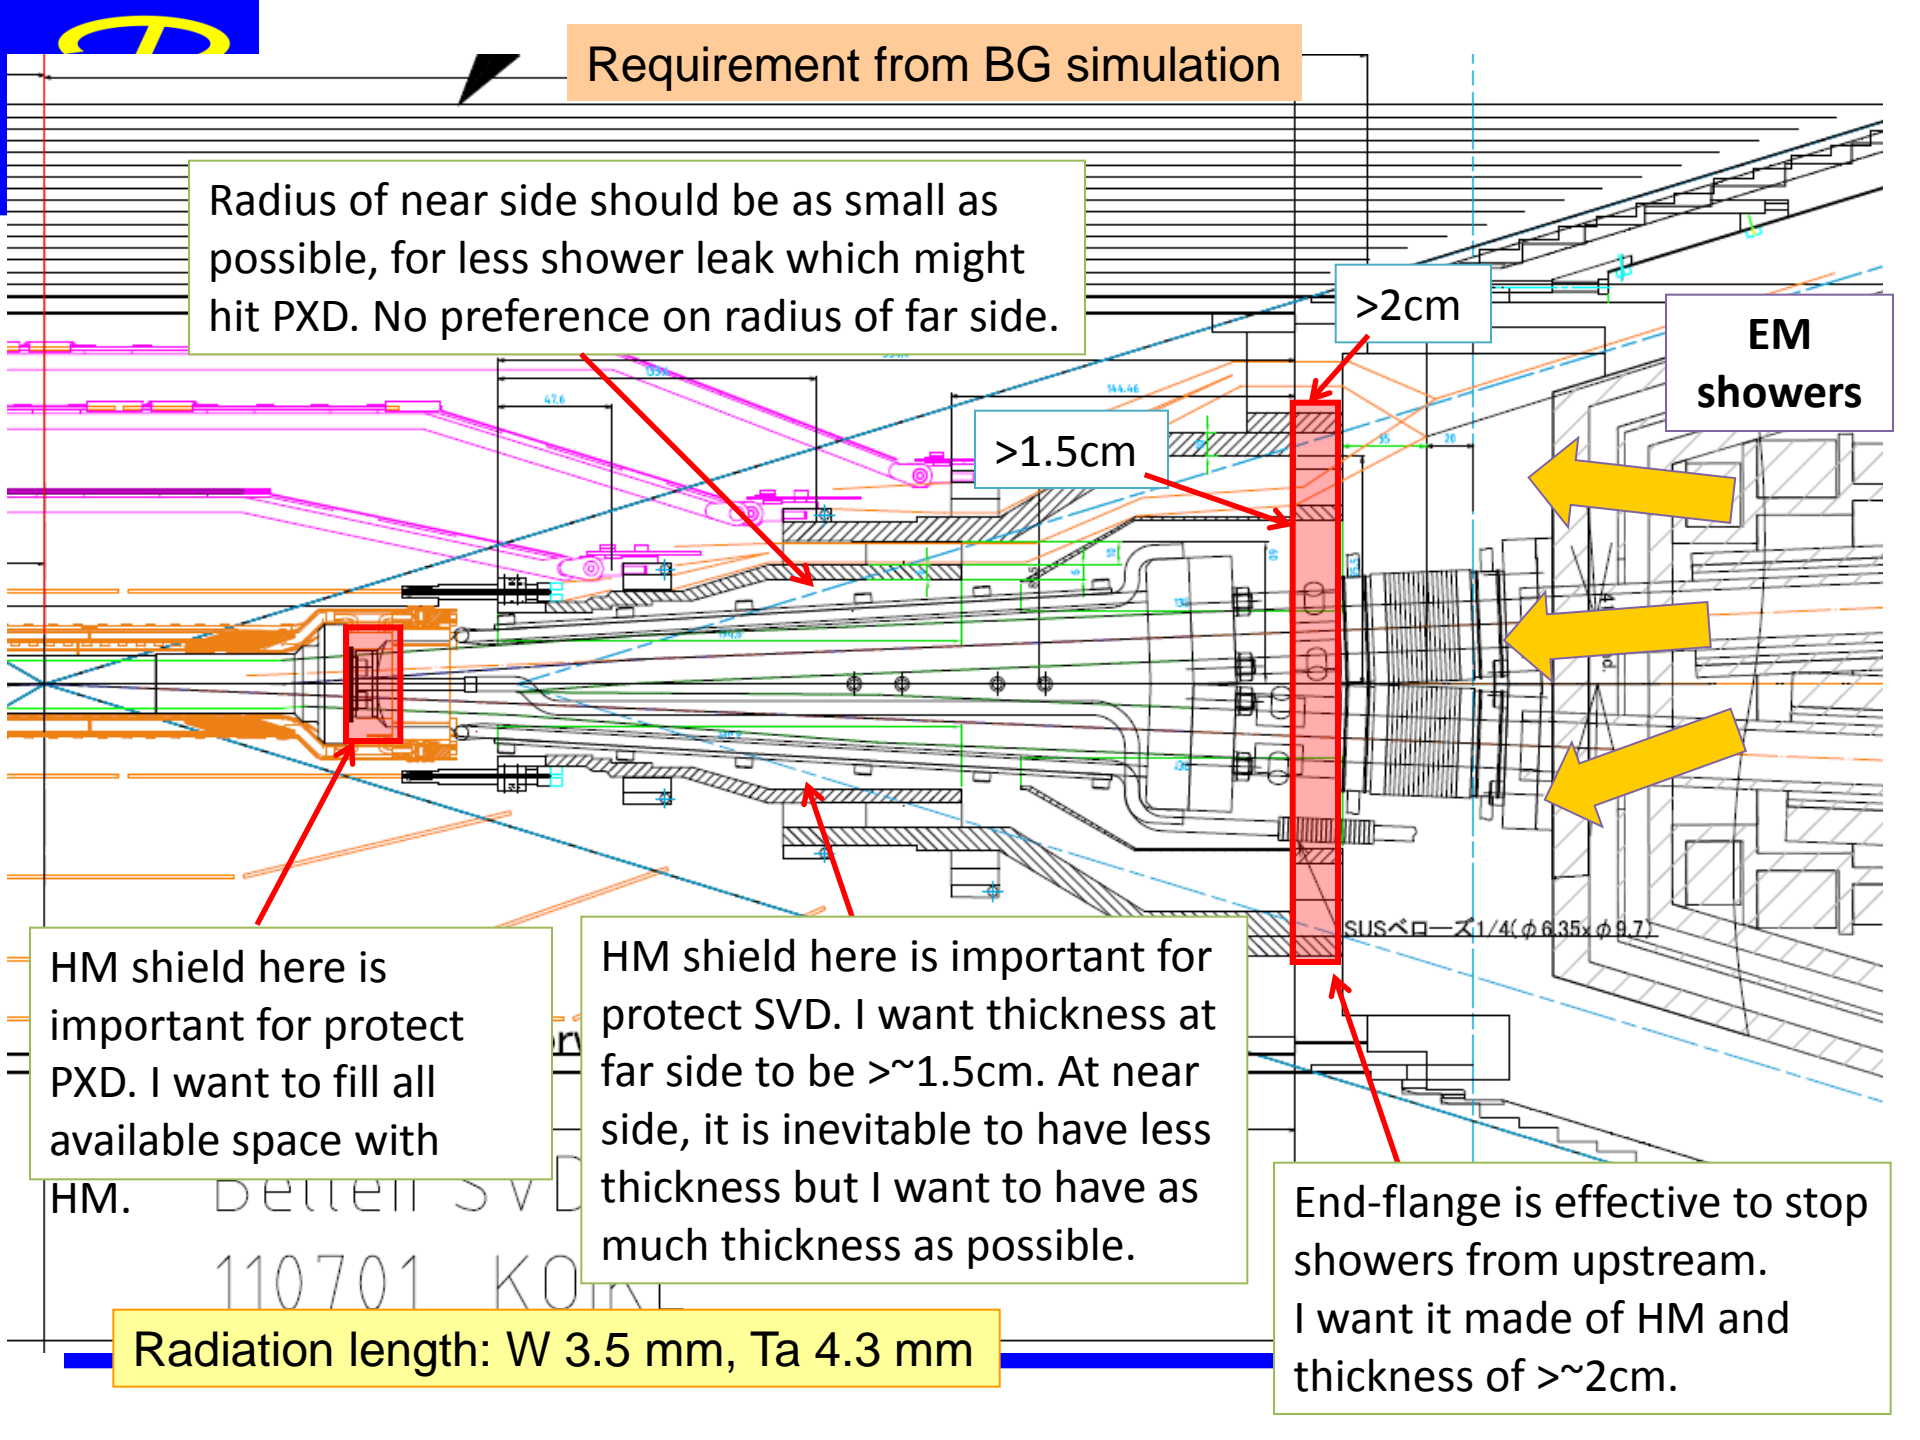 Requirement from BG simulation
Radius of near side should be as small as
possible, for less shower leak which might
hit PXD. No preference on radius of far side.
>2cm
EM
showers
47.6
144.46
>1.5cm
35
20
SUSベローズ1/4(φ6.35xφ9.7)
HM shield here is
important for protect
PXD. I want to fill all
available space with
HM.
HM shield here is important for
protect SVD. I want thickness at
far side to be >~1.5cm. At near
side, it is inevitable to have less
thickness but I want to have as
much thickness as possible.
End-flange is effective to stop
showers from upstream.
I want it made of HM and
thickness of >~2cm.
110701
Radiation length: W 3.5 mm, Ta 4.3 mm